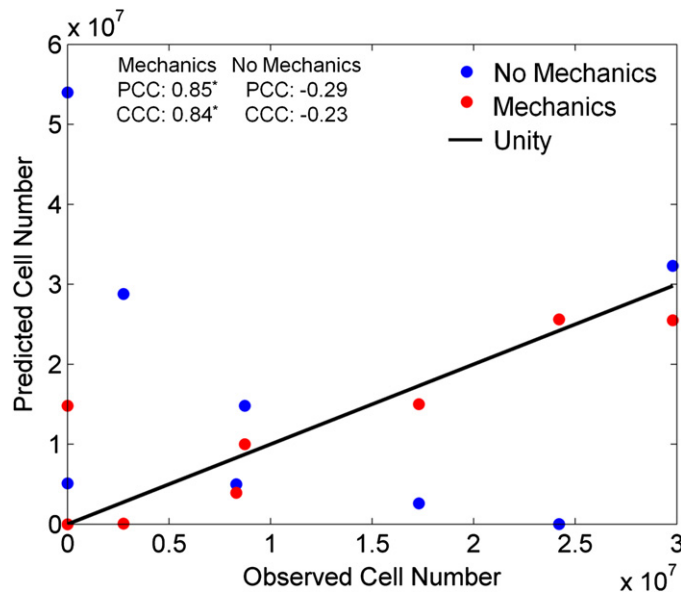 x 10^7
6
5
4
3
2
1
0
Predicted Cell Number
Mechanics No Mechanics
PCC: 0.85* PCC: -0.29
CCC: 0.84* CCC: -0.23
No Mechanics
Mechanics
Unity
0 0.5 1 1.5 2 2.5 3
Observed Cell Number
x 10^7